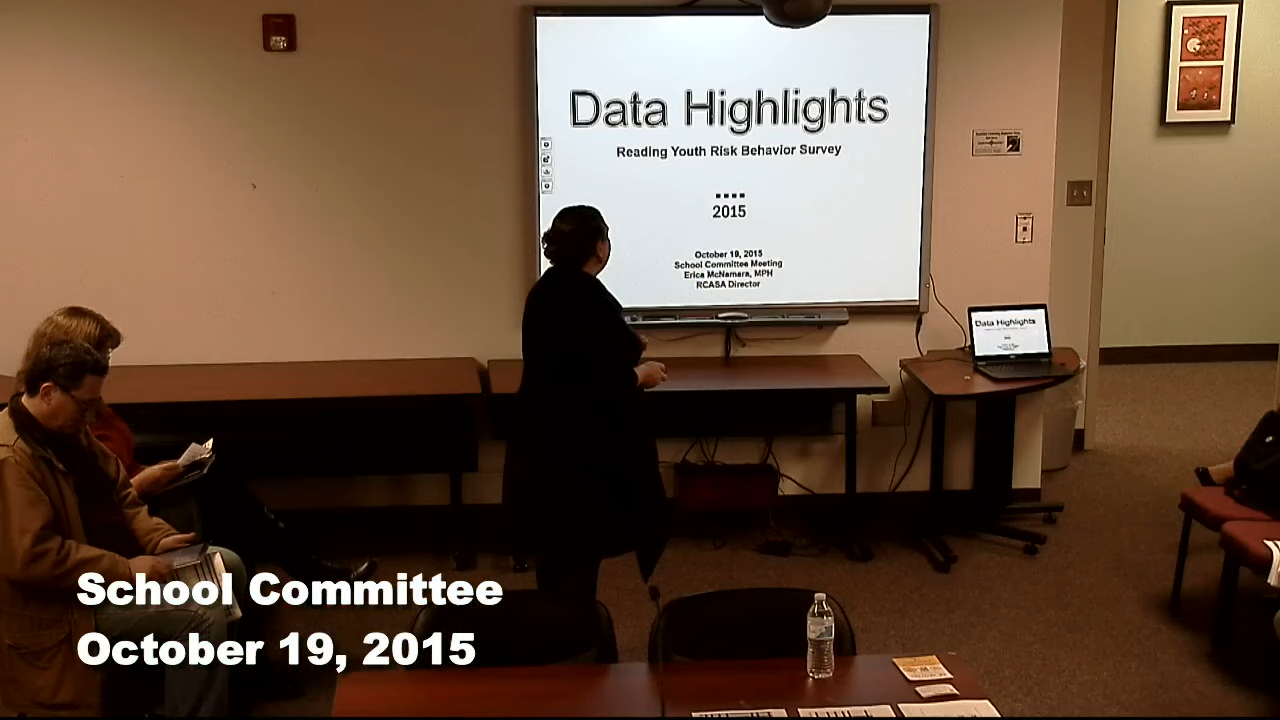 Data Highlights
Reading Youth Risk Behavior Survey
2015
October 19, 2015
School Committee Meeting
Erica McNamara, MPH
RCASA Director
Data Highlights
School Committee
October 19, 2015